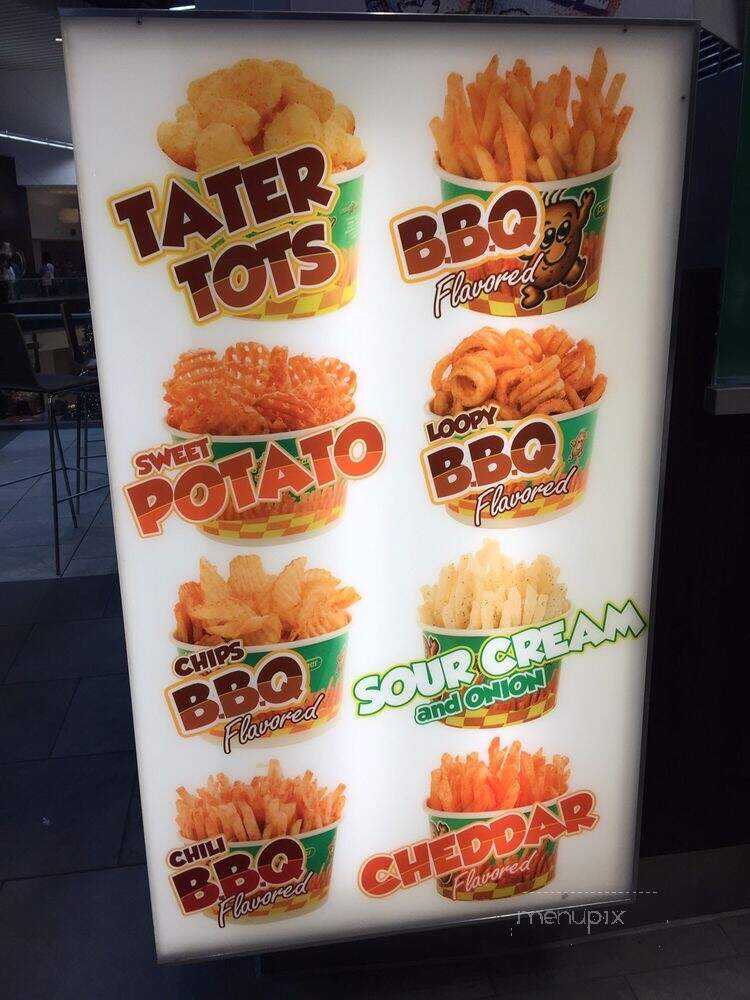 TATER
TOTS
B.B.Q
Flavored
SWEET
POTATO
LOOPY
B.B.Q
Flavored
CHIPS
B.B.Q
Flavored
SOUR CREAM
and ONION
CHILI
B.B.Q
Flavored
CHEDDAR
Flavored
menupix